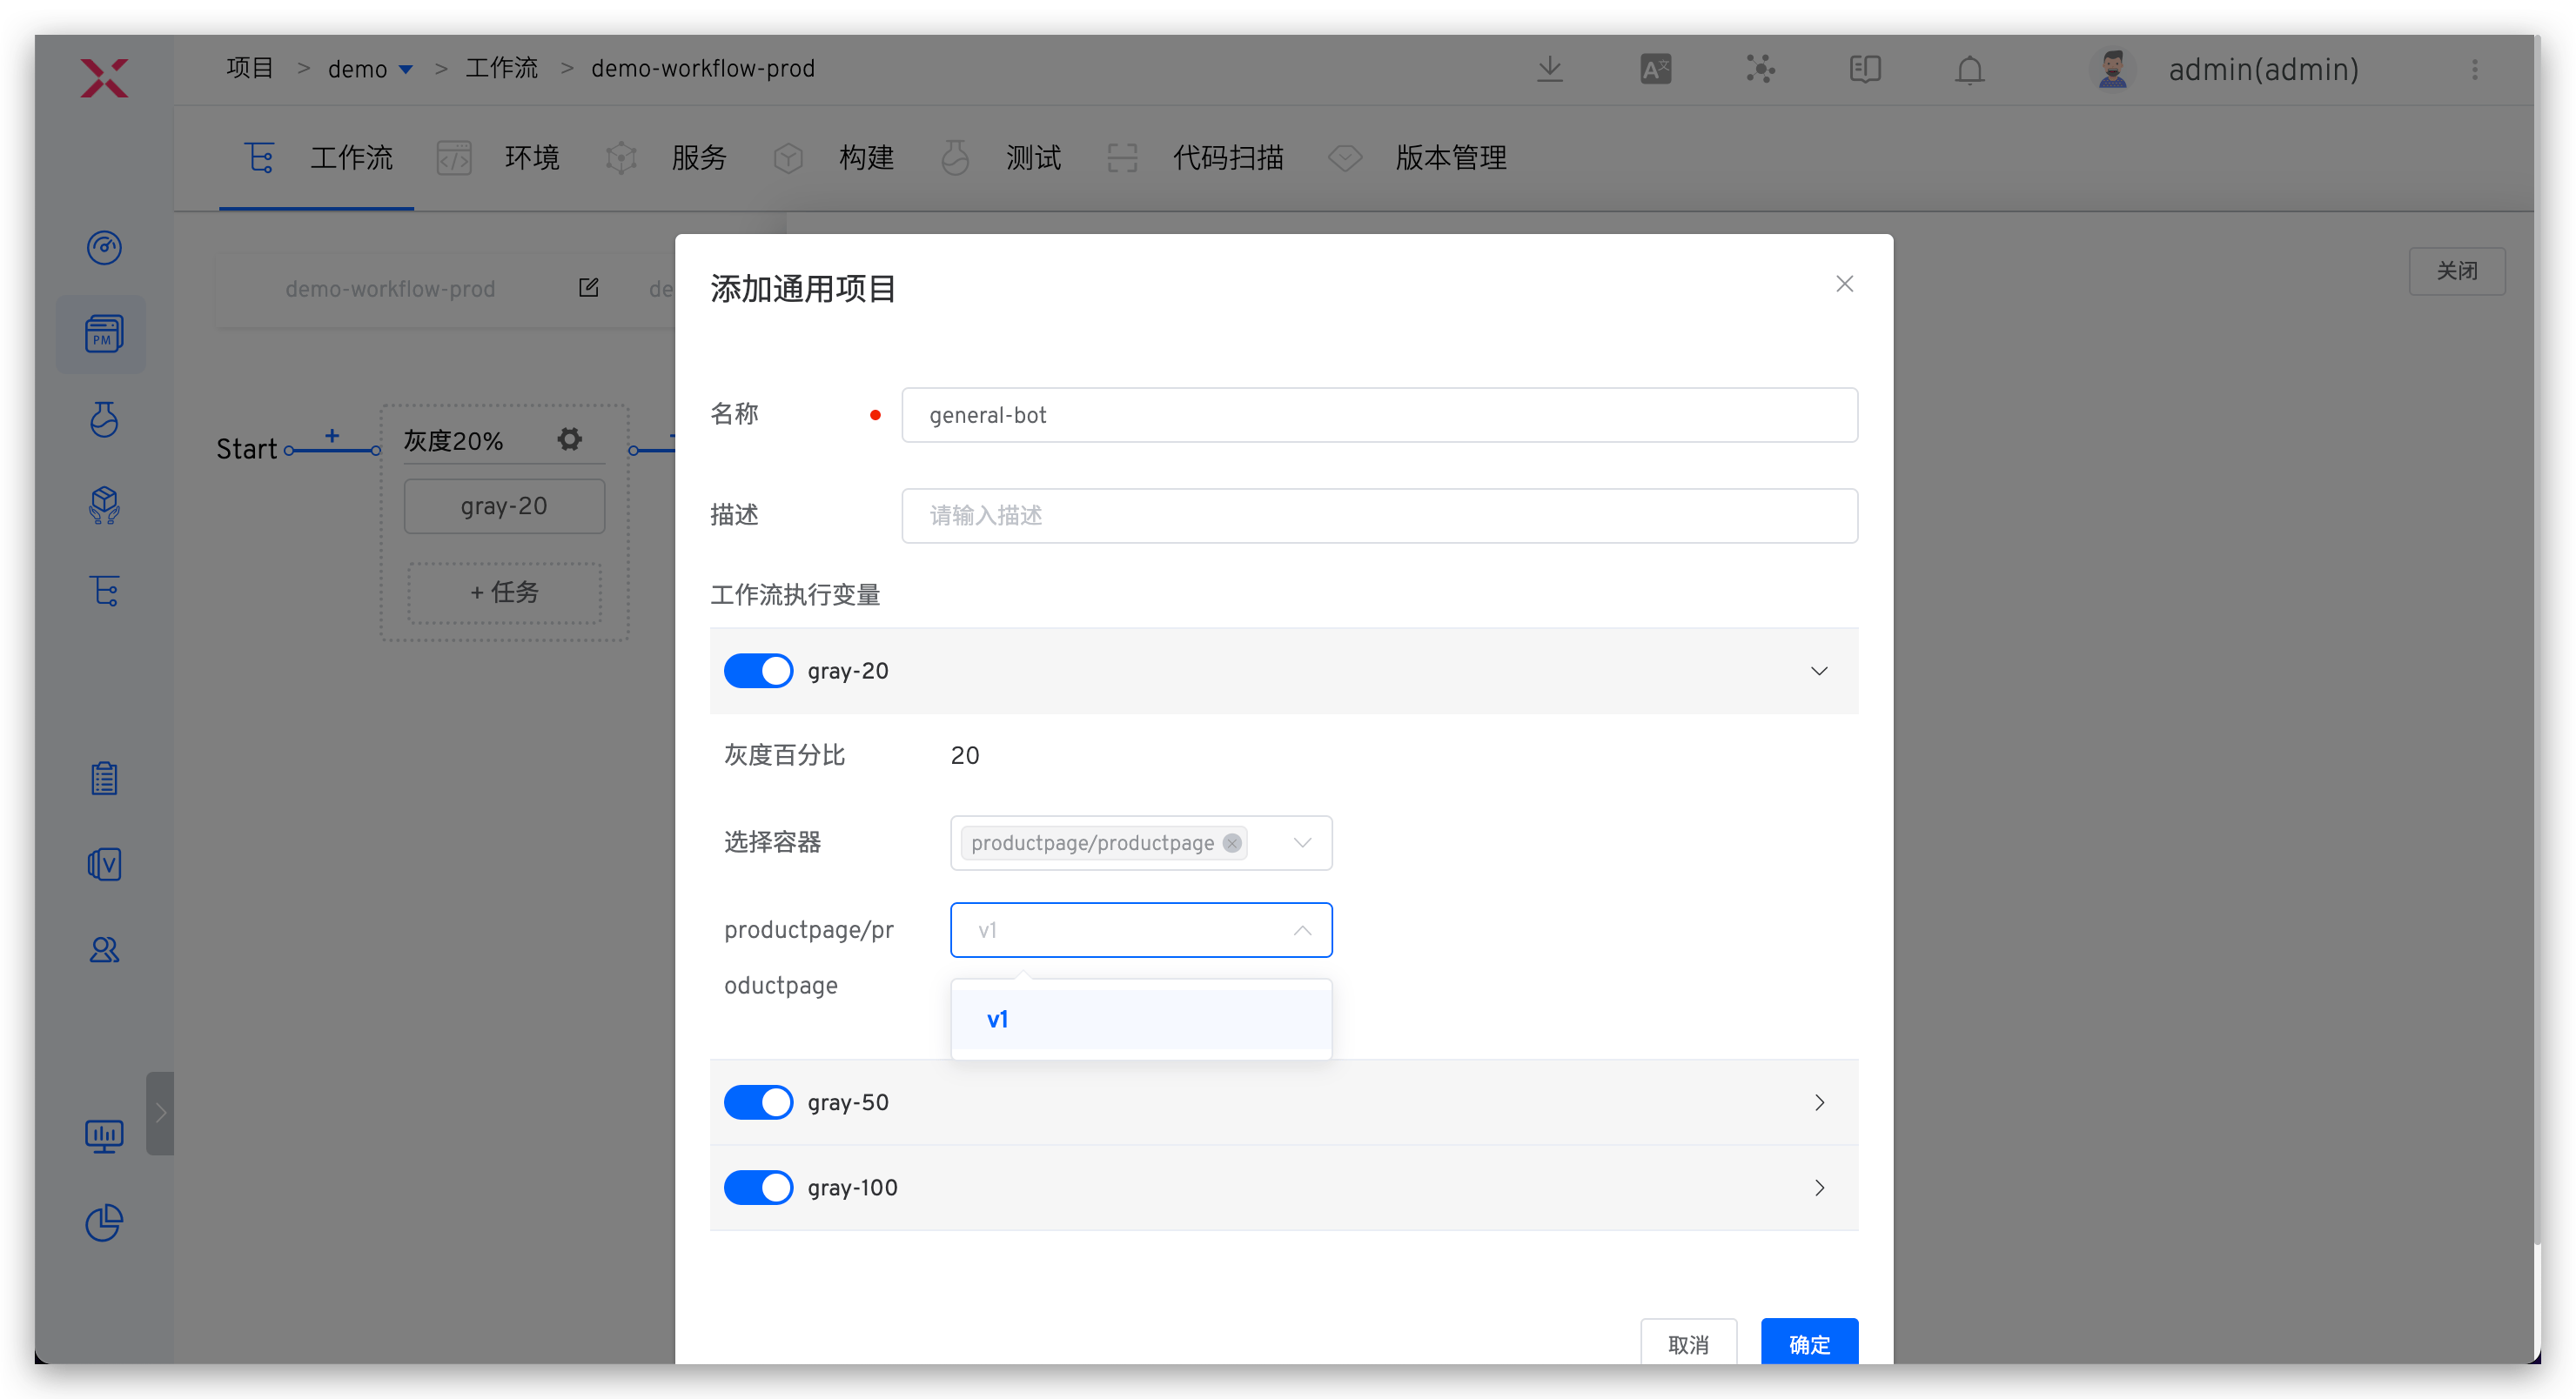 项目 > demo > 工作流 > demo-workflow-prod
admin(admin)
工作流 环境 服务 构建 测试 代码扫描 版本管理
PM
V
demo-workflow-prod de
关闭
Start
灰度20%
gray-20
+ 任务
添加通用项目
名称 general-bot
描述 请输入描述
工作流执行变量
gray-20
灰度百分比 20
选择容器 productpage/productpage
productpage/pr
oductpage
v1
v1
gray-50
gray-100
取消 确定